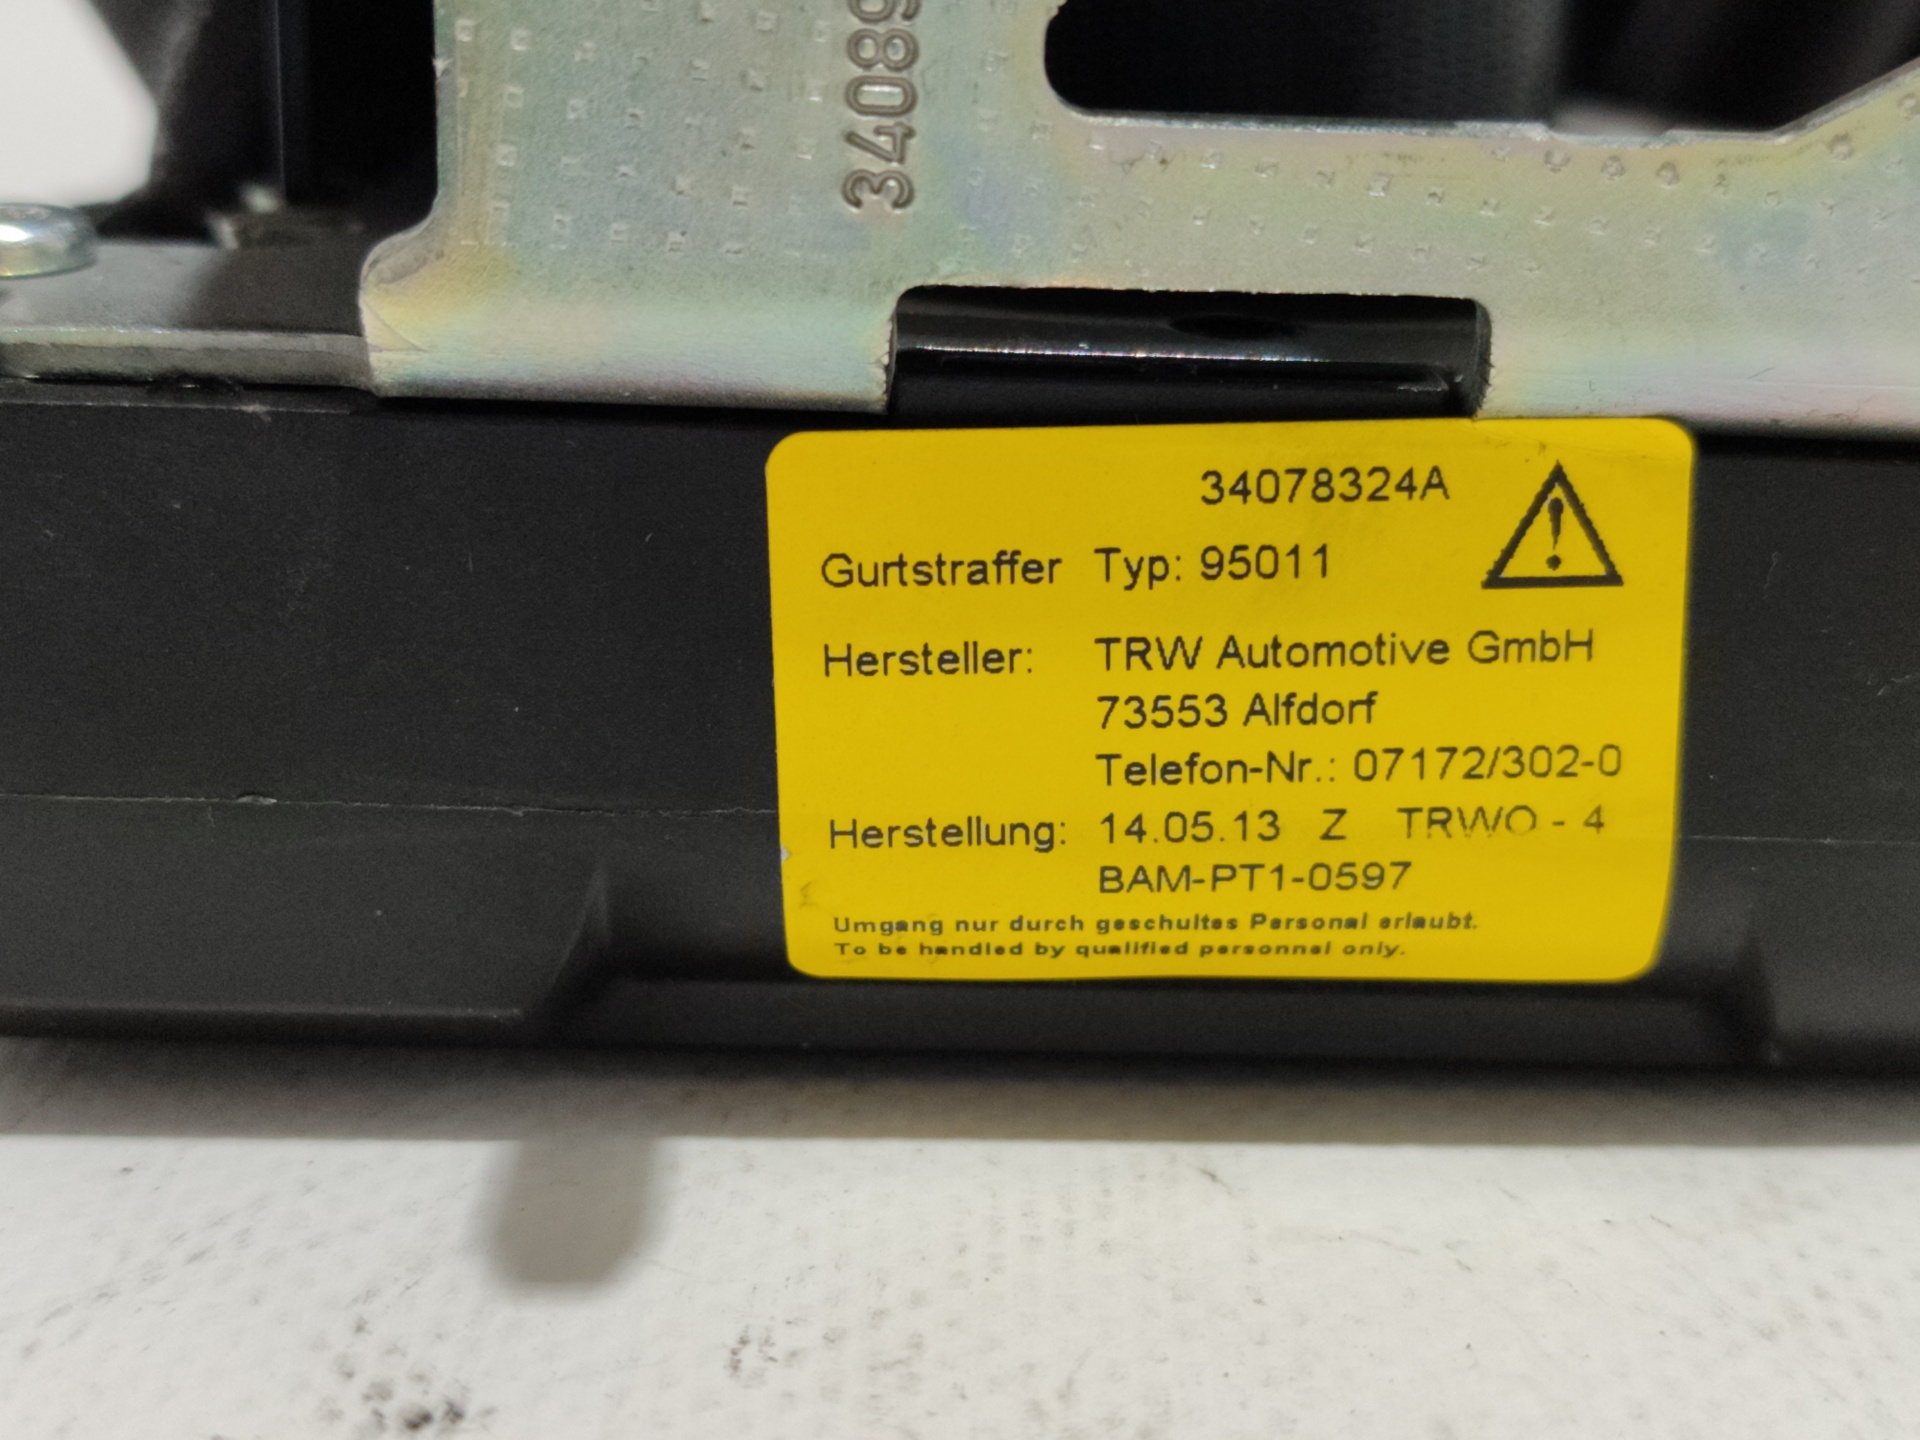 34089
34078324A
Gurtstraffer Typ: 95011
Hersteller: TRW Automotive GmbH
73553 Alfdorf
Telefon-Nr.: 07172/302-0
Herstellung: 14.05.13 Z TRWO - 4
BAM-PT1-0597
Umgang nur durch geschultes Personal erlaubt.
To be handled by qualified personnel only.